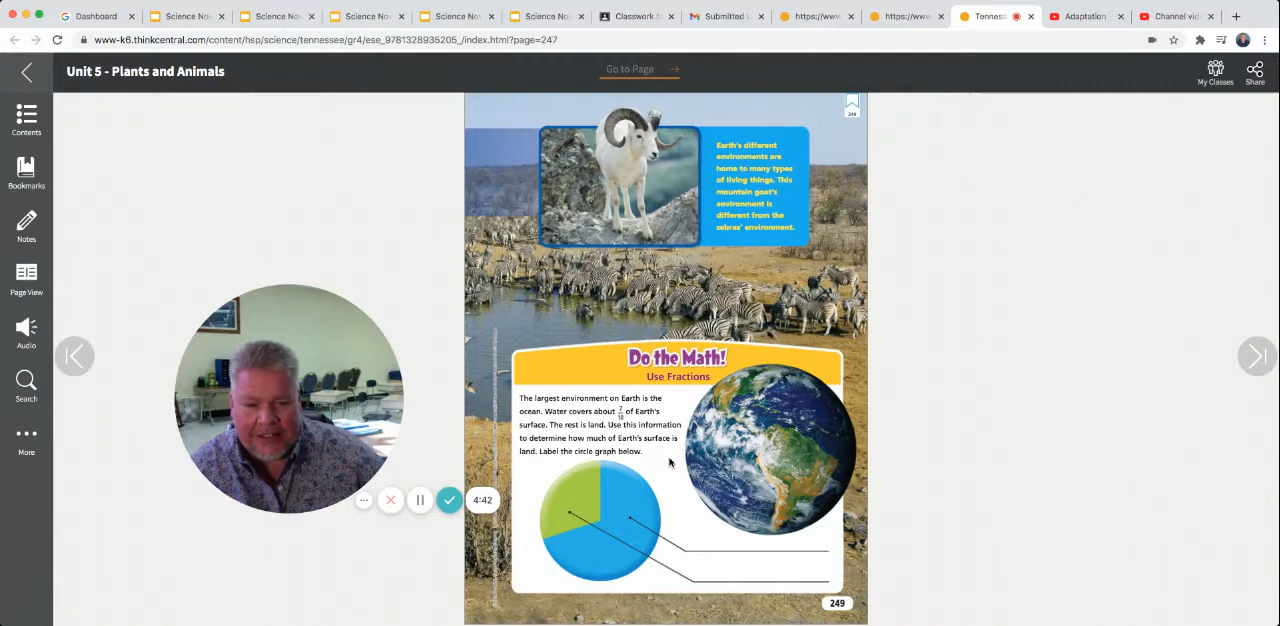 Dashboard
Science No
Science No
Science No
Science No
Science No
Classwork f
Submitted L
https://www
https://www
Tenness
Adaptation
Channel vid
www-k6.thinkcentral.com/content/hsp/science/tennessee/gr4/ese_9781328935205_/index.html?page=247
Unit 5 - Plants and Animals
Go to Page
My Classes
Share
Contents
Bookmarks
Notes
Page View
Audio
Search
More
249
Earth's different
environments are
home to many types
of living things. This
mountain goat's
environment is
different from the
zebras' environment.
Do the Math!
Use Fractions
The largest environment on Earth is the
ocean. Water covers about 7/10 of Earth's
surface. The rest is land. Use this information
to determine how much of Earth's surface is
land. Label the circle graph below.
4:42
249